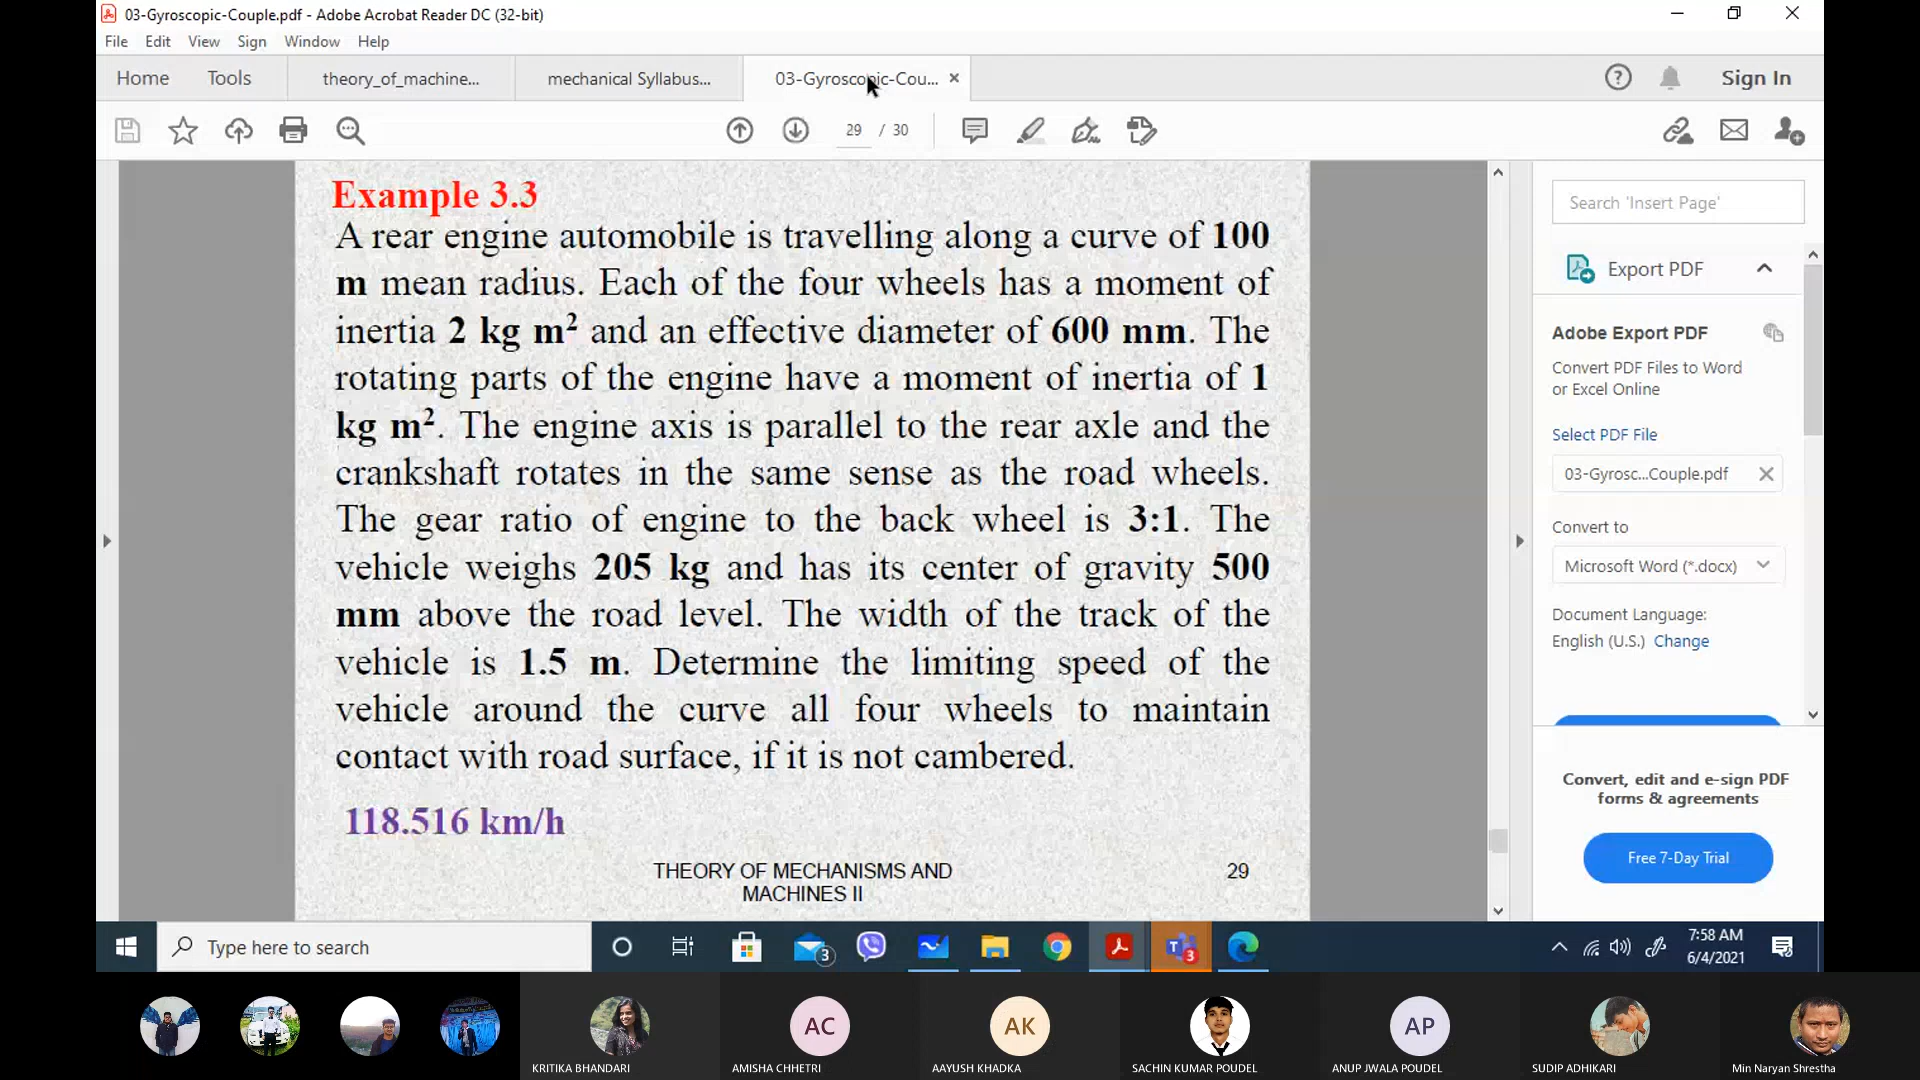 03-Gyroscopic-Couple.pdf - Adobe Acrobat Reader DC (32-bit)
File Edit View Sign Window Help
Home Tools theory_of_machine... mechanical Syllabus... 03-Gyroscopic-Cou... Sign In
29 / 30
Example 3.3
A rear engine automobile is travelling along a curve of 100
m mean radius. Each of the four wheels has a moment of
inertia 2 kg m² and an effective diameter of 600 mm. The
rotating parts of the engine have a moment of inertia of 1
kg m². The engine axis is parallel to the rear axle and the
crankshaft rotates in the same sense as the road wheels.
The gear ratio of engine to the back wheel is 3:1. The
vehicle weighs 205 kg and has its center of gravity 500
mm above the road level. The width of the track of the
vehicle is 1.5 m. Determine the limiting speed of the
vehicle around the curve all four wheels to maintain
contact with road surface, if it is not cambered.
118.516 km/h
THEORY OF MECHANISMS AND
MACHINES II
29
Search 'Insert Page'
Export PDF
Adobe Export PDF
Convert PDF Files to Word
or Excel Online
Select PDF File
03-Gyrosc...Couple.pdf
Convert to
Microsoft Word (*.docx)
Document Language:
English (U.S.) Change
Convert, edit and e-sign PDF
forms & agreements
Free 7-Day Trial
Type here to search
3
T 3
7:58 AM
6/4/2021
AC AK AP
KRITIKA BHANDARI AMISHA CHHETRI AAYUSH KHADKA SACHIN KUMAR POUDEL ANUP JWALA POUDEL SUDIP ADHIKARI Min Naryan Shrestha